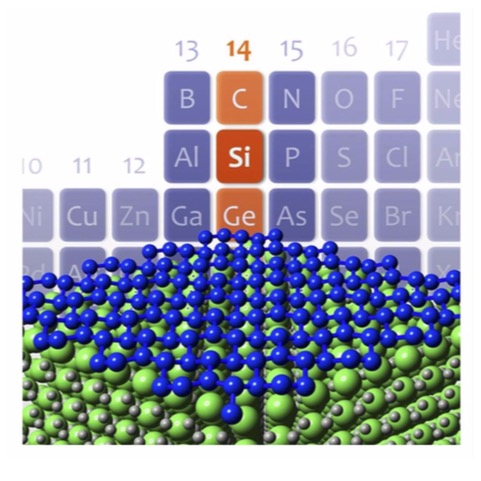 He
13 14 15 16 17
B C N O F Ne
Al Si P S Cl Ar
10 11 12
Ni Cu Zn Ga Ge As Se Br Kr